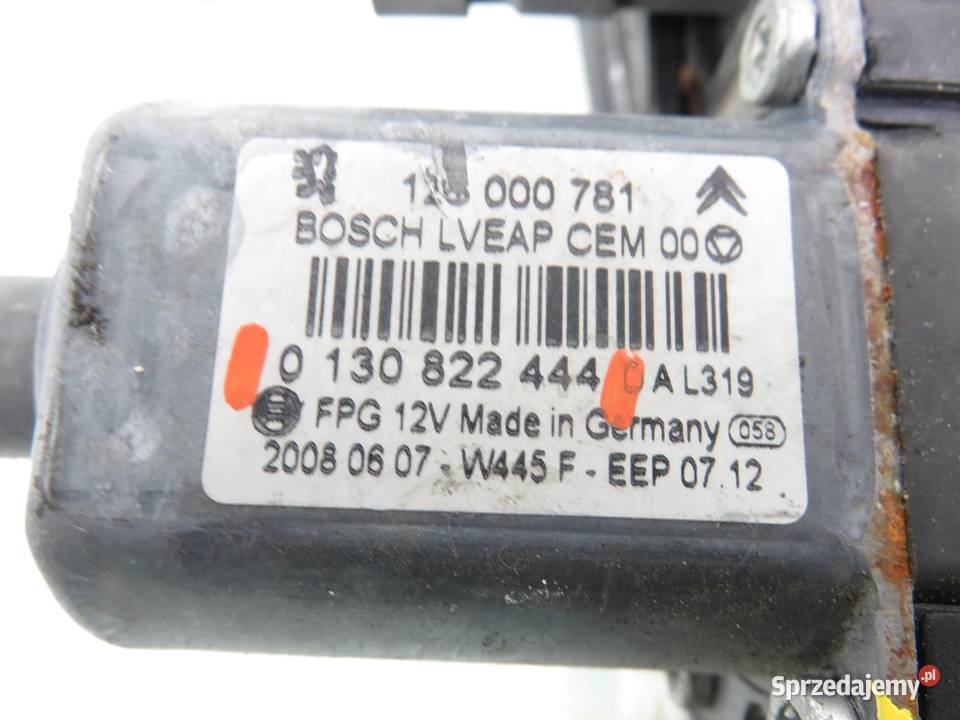 000 781
BOSCH LVEAP CEM 00
0 130 822 444 A L319
FPG 12V Made in Germany 058
2008 06 07 - W445 F - EEP 07.12
Sprzedajemy.pl